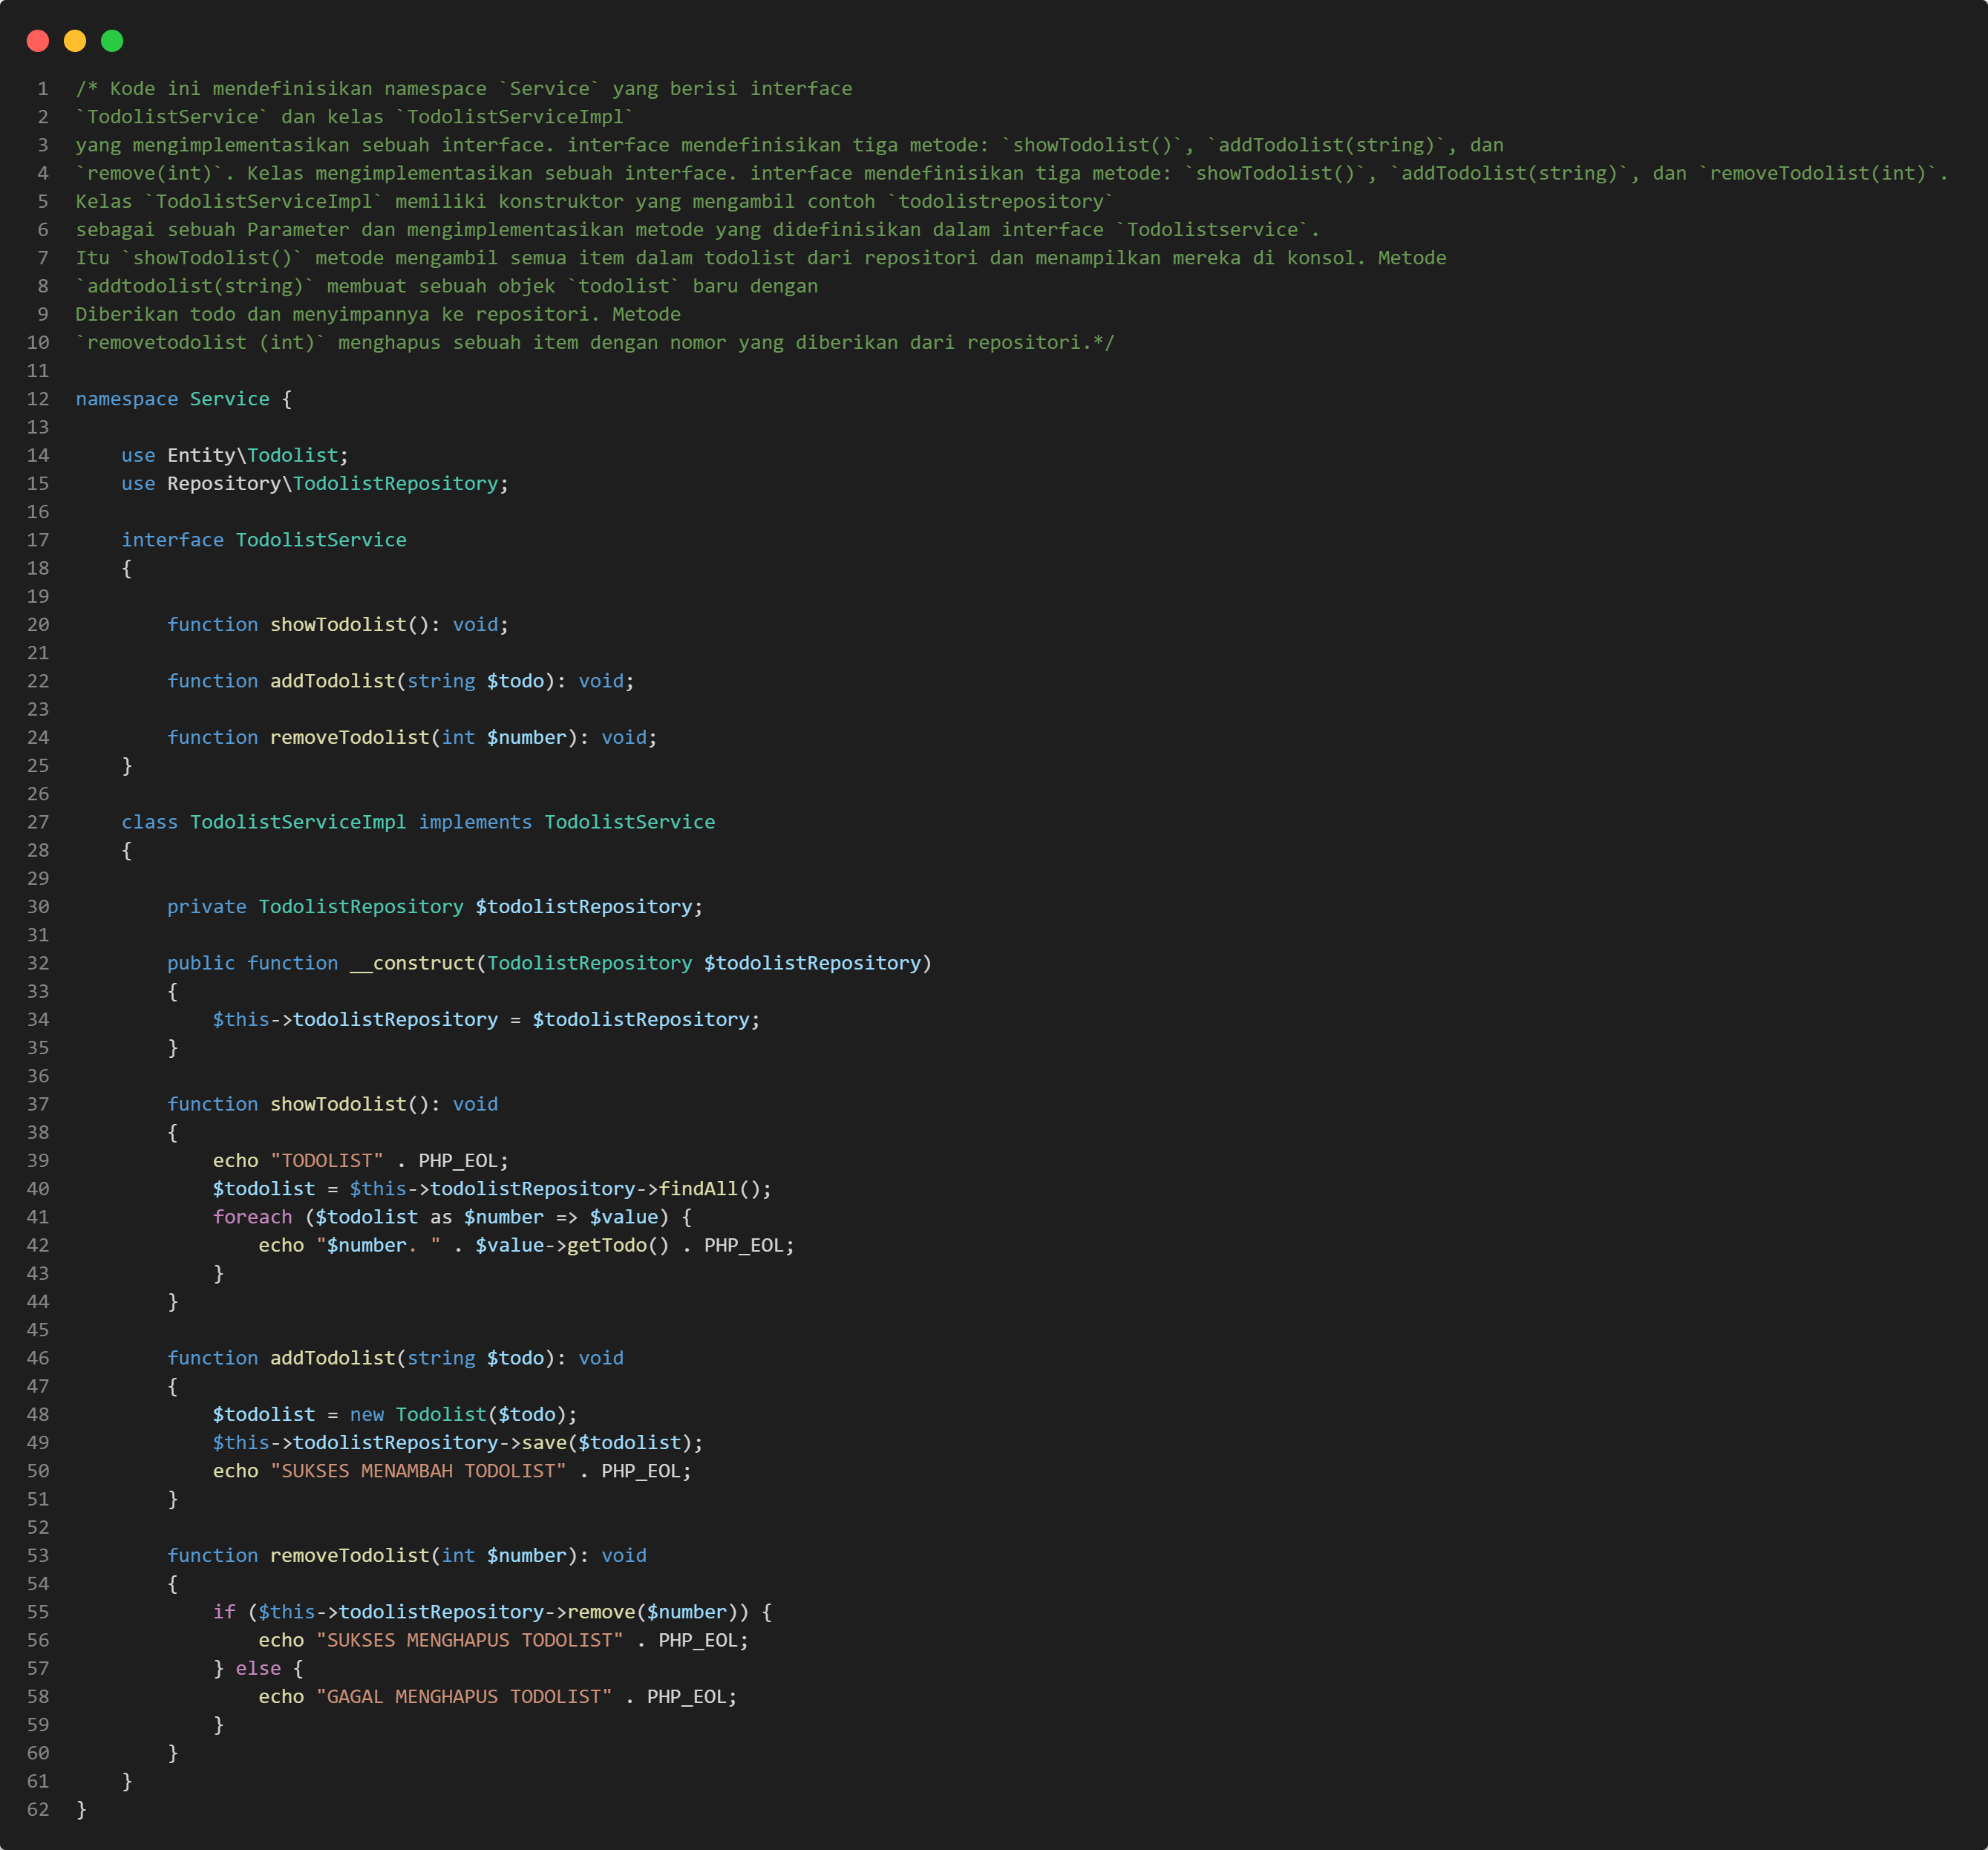 1 /* Kode ini mendefinisikan namespace `Service` yang berisi interface
2 `TodolistService` dan kelas `TodolistServiceImpl`
3 yang mengimplementasikan sebuah interface. interface mendefinisikan tiga metode: `showTodolist()`, `addTodolist(string)`, dan
4 `remove(int)`. Kelas mengimplementasikan sebuah interface. interface mendefinisikan tiga metode: `showTodolist()`, `addTodolist(string)`, dan `removeTodolist(int)`.
5 Kelas `TodolistServiceImpl` memiliki konstruktor yang mengambil contoh `todolistrepository`
6 sebagai sebuah Parameter dan mengimplementasikan metode yang didefinisikan dalam interface `Todolistservice`.
7 Itu `showTodolist()` metode mengambil semua item dalam todolist dari repositori dan menampilkan mereka di konsol. Metode
8 `addtodolist(string)` membuat sebuah objek `todolist` baru dengan
9 Diberikan todo dan menyimpannya ke repositori. Metode
10 `removetodolist (int)` menghapus sebuah item dengan nomor yang diberikan dari repositori.*/
11
12 namespace Service {
13
14     use Entity\Todolist;
15     use Repository\TodolistRepository;
16
17     interface TodolistService
18     {
19
20         function showTodolist(): void;
21
22         function addTodolist(string $todo): void;
23
24         function removeTodolist(int $number): void;
25     }
26
27     class TodolistServiceImpl implements TodolistService
28     {
29
30         private TodolistRepository $todolistRepository;
31
32         public function __construct(TodolistRepository $todolistRepository)
33         {
34             $this->todolistRepository = $todolistRepository;
35         }
36
37         function showTodolist(): void
38         {
39             echo "TODOLIST" . PHP_EOL;
40             $todolist = $this->todolistRepository->findAll();
41             foreach ($todolist as $number => $value) {
42                 echo "$number. " . $value->getTodo() . PHP_EOL;
43             }
44         }
45
46         function addTodolist(string $todo): void
47         {
48             $todolist = new Todolist($todo);
49             $this->todolistRepository->save($todolist);
50             echo "SUKSES MENAMBAH TODOLIST" . PHP_EOL;
51         }
52
53         function removeTodolist(int $number): void
54         {
55             if ($this->todolistRepository->remove($number)) {
56                 echo "SUKSES MENGHAPUS TODOLIST" . PHP_EOL;
57             } else {
58                 echo "GAGAL MENGHAPUS TODOLIST" . PHP_EOL;
59             }
60         }
61     }
62 }